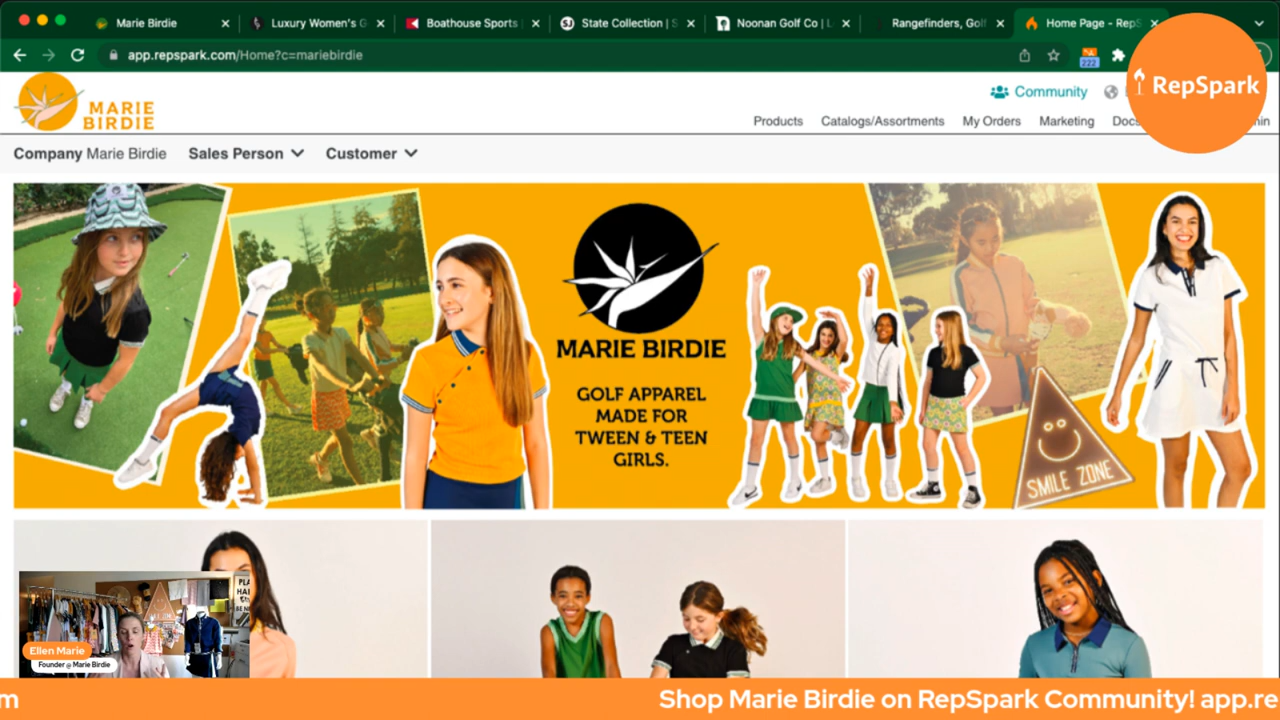 Marie Birdie
Luxury Women's G
Boathouse Sports
State Collection | S
Noonan Golf Co | L
Rangefinders, Golf
Home Page - RepS
app.repspark.com/Home?c=mariebirdie
222
RepSpark
MARIE
BIRDIE
Community
Products
Catalogs/Assortments
My Orders
Marketing
Docs
Company Marie Birdie
Sales Person
Customer
MARIE BIRDIE
GOLF APPAREL
MADE FOR
TWEEN & TEEN
GIRLS.
SMILE ZONE
Ellen Marie
Founder @ Marie Birdie
m
Shop Marie Birdie on RepSpark Community! app.re